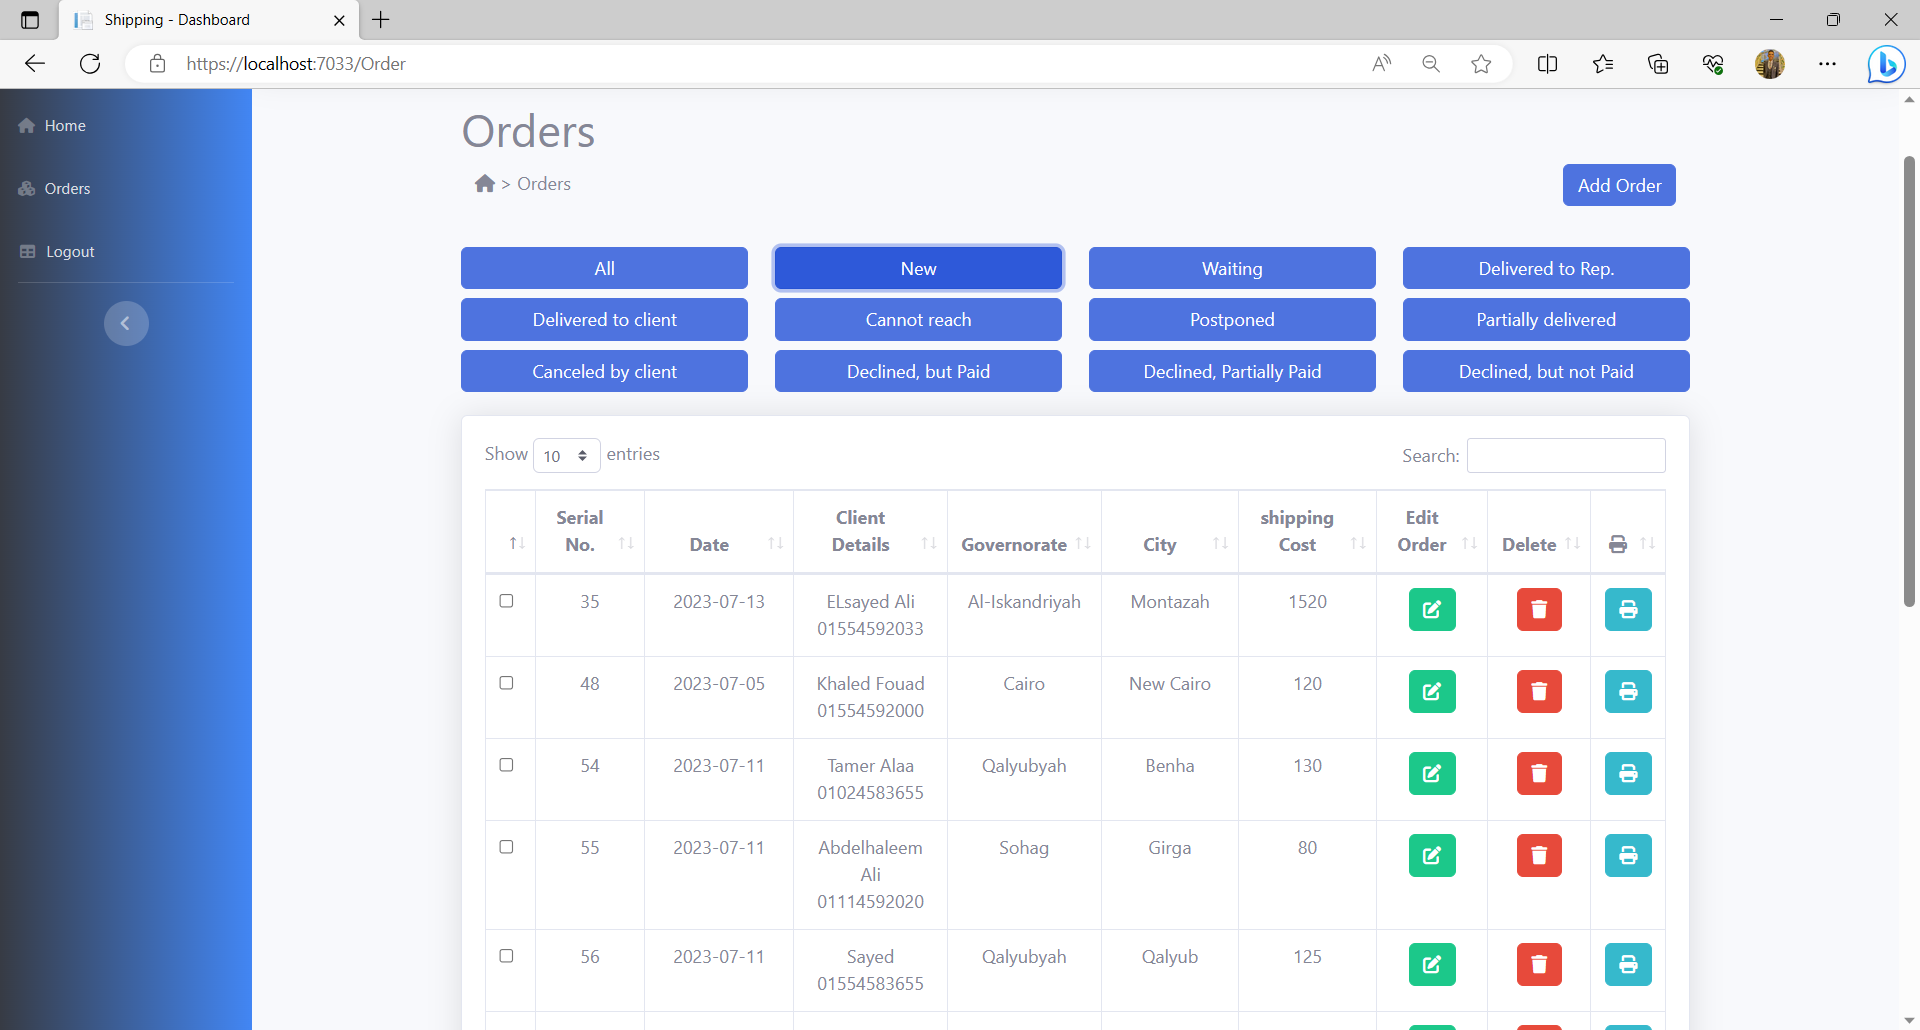 Shipping - Dashboard
https://localhost:7033/Order
Home
Orders
Logout
Orders
> Orders
Add Order
All
New
Waiting
Delivered to Rep.
Delivered to client
Cannot reach
Postponed
Partially delivered
Canceled by client
Declined, but Paid
Declined, Partially Paid
Declined, but not Paid
Show 10 entries
Search:
Serial No.
Date
Client Details
Governorate
City
shipping Cost
Edit Order
Delete
35 2023-07-13 ELsayed Ali Al-Iskandriyah Montazah 1520
01554592033
48 2023-07-05 Khaled Fouad Cairo New Cairo 120
01554592000
54 2023-07-11 Tamer Alaa Qalyubyah Benha 130
01024583655
55 2023-07-11 Abdelhaleem Sohag Girga 80
Ali
01114592020
56 2023-07-11 Sayed Qalyubyah Qalyub 125
01554583655